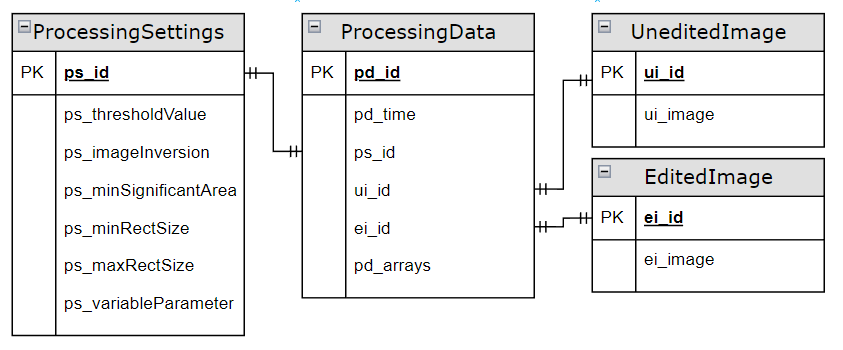 ProcessingSettings
PK ps_id
ps_thresholdValue
ps_imageInversion
ps_minSignificantArea
ps_minRectSize
ps_maxRectSize
ps_variableParameter
ProcessingData
PK pd_id
pd_time
ps_id
ui_id
ei_id
pd_arrays
UneditedImage
PK ui_id
ui_image
EditedImage
PK ei_id
ei_image